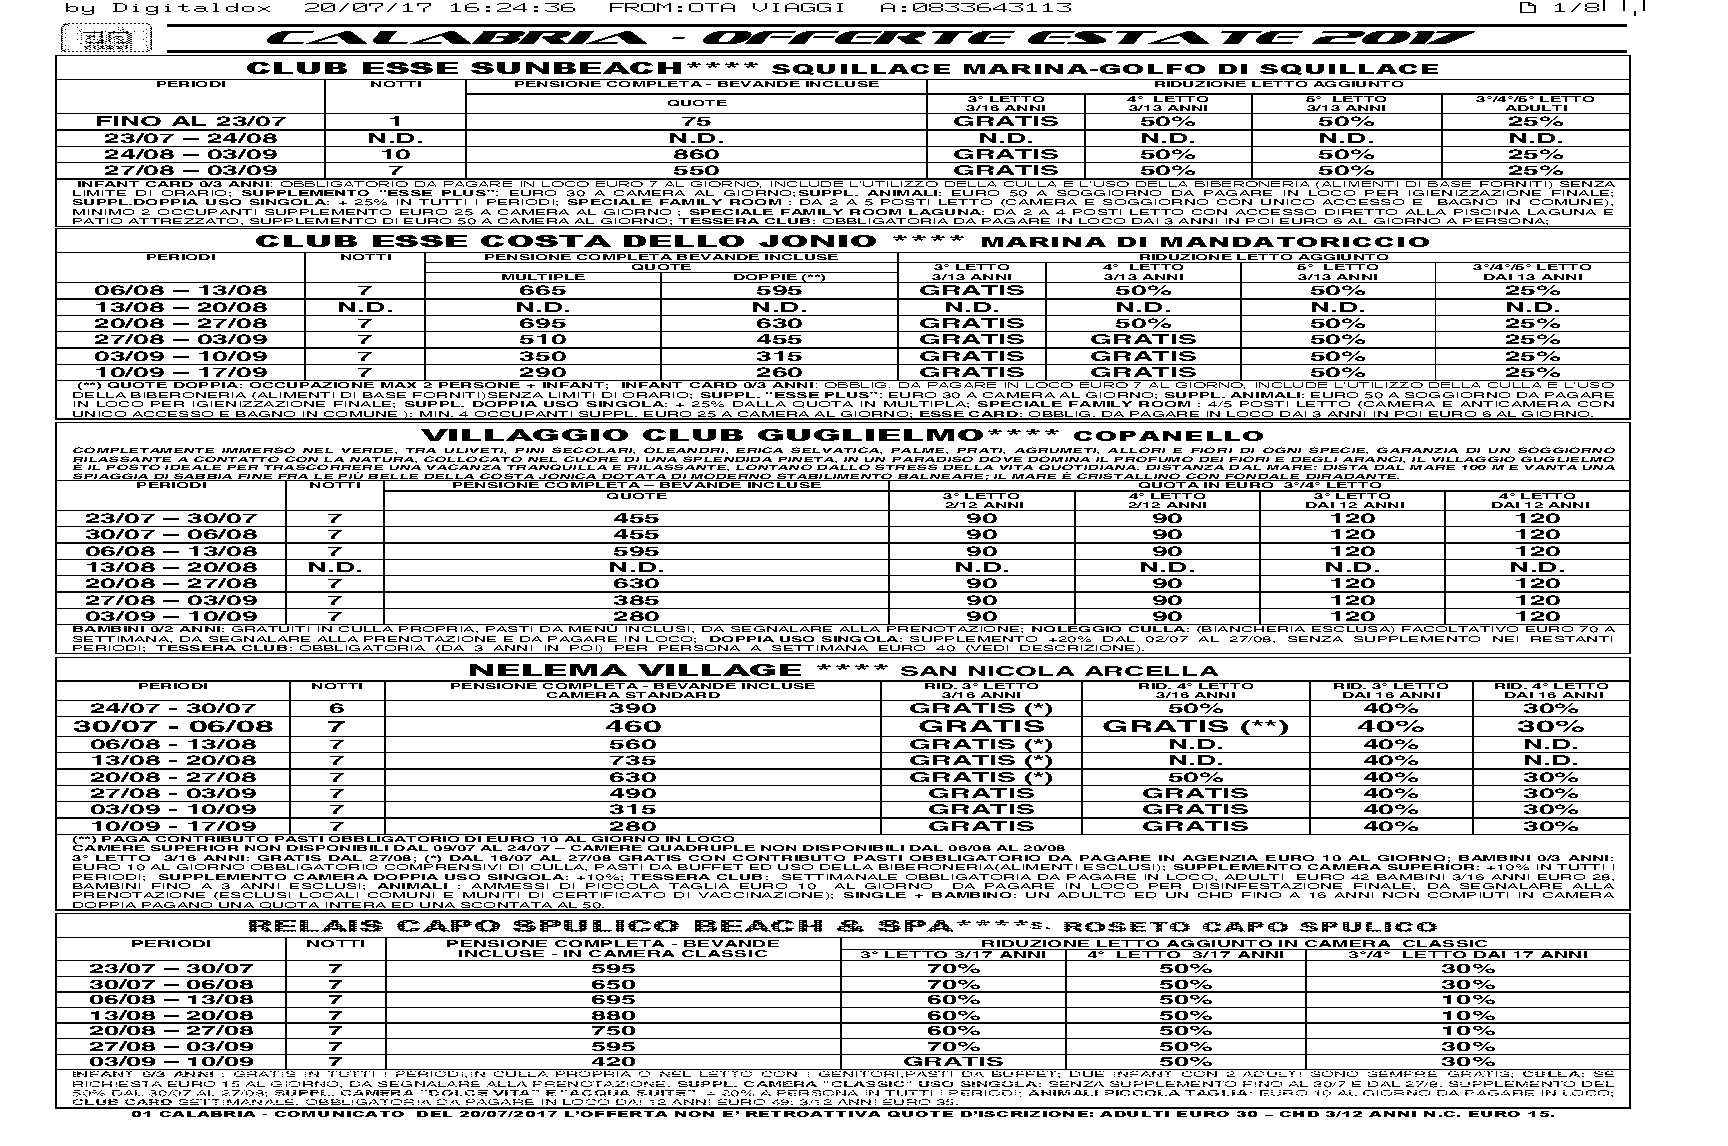 by Digitaldox 20/07/17 16:24:36 FROM:OTA VIAGGI A:0833643113 1/8
CALABRIA - OFFERTE ESTATE 2017
CLUB ESSE SUNBEACH**** SQUILLACE MARINA-GOLFO DI SQUILLACE
PERIODI NOTTI PENSIONE COMPLETA - BEVANDE INCLUSE RIDUZIONE LETTO AGGIUNTO
QUOTE 3° LETTO 4° LETTO 5° LETTO 3°/4°/5° LETTO
3/16 ANNI 3/13 ANNI 3/13 ANNI ADULTI
FINO AL 23/07 1 75 GRATIS 50% 50% 25%
23/07 – 24/08 N.D. N.D. N.D. N.D. N.D. N.D.
24/08 – 03/09 10 860 GRATIS 50% 50% 25%
27/08 – 03/09 7 550 GRATIS 50% 50% 25%
INFANT CARD 0/3 ANNI: OBBLIGATORIO DA PAGARE IN LOCO EURO 7 AL GIORNO, INCLUDE L'UTILIZZO DELLA CULLA E L'USO DELLA BIBERONERIA (ALIMENTI DI BASE FORNITI) SENZA
LIMITE DI ORARIO; SUPPLEMENTO "ESSE PLUS": EURO 30 A CAMERA AL GIORNO; SUPPL. ANIMALI: EURO 50 A SOGGIORNO DA PAGARE IN LOCO PER IGIENIZZAZIONE FINALE;
SUPPL.DOPPIA USO SINGOLA: + 25% IN TUTTI I PERIODI; SPECIALE FAMILY ROOM : DA 2 A 5 POSTI LETTO (CAMERA E SOGGIORNO CON UNICO ACCESSO E BAGNO IN COMUNE),
MINIMO 2 OCCUPANTI SUPPLEMENTO EURO 25 A CAMERA AL GIORNO ; SPECIALE FAMILY ROOM LAGUNA: DA 2 A 4 POSTI LETTO CON ACCESSO DIRETTO ALLA PISCINA LAGUNA E
PATIO ATTREZZATO, SUPPLEMENTO DI EURO 50 A CAMERA AL GIORNO; TESSERA CLUB: OBBLIGATORIA DA PAGARE IN LOCO DAI 3 ANNI IN POI EURO 6 AL GIORNO A PERSONA;
CLUB ESSE COSTA DELLO JONIO **** MARINA DI MANDATORICCIO
PERIODI NOTTI PENSIONE COMPLETA BEVANDE INCLUSE RIDUZIONE LETTO AGGIUNTO
QUOTE 3° LETTO 4° LETTO 5° LETTO 3°/4°/5° LETTO
MULTIPLE DOPPIE (**) 3/13 ANNI 3/13 ANNI 3/13 ANNI DAI 13 ANNI
06/08 – 13/08 7 665 595 GRATIS 50% 50% 25%
13/08 – 20/08 N.D. N.D. N.D. N.D. N.D. N.D. N.D.
20/08 – 27/08 7 695 630 GRATIS 50% 50% 25%
27/08 – 03/09 7 510 455 GRATIS GRATIS 50% 25%
03/09 – 10/09 7 350 315 GRATIS GRATIS 50% 25%
10/09 – 17/09 7 290 260 GRATIS GRATIS 50% 25%
(**) QUOTE DOPPIA: OCCUPAZIONE MAX 2 PERSONE + INFANT; INFANT CARD 0/3 ANNI: OBBLIG. DA PAGARE IN LOCO EURO 7 AL GIORNO, INCLUDE L'UTILIZZO DELLA CULLA E L'USO
DELLA BIBERONERIA (ALIMENTI DI BASE FORNITI)SENZA LIMITI DI ORARIO; SUPPL. "ESSE PLUS": EURO 30 A CAMERA AL GIORNO; SUPPL. ANIMALI: EURO 50 A SOGGIORNO DA PAGARE
IN LOCO PER IGIENIZZAZIONE FINALE; SUPPL. DOPPIA USO SINGOLA: + 25% DALLA QUOTA IN MULTIPLA; SPECIALE FAMILY ROOM : 4/5 POSTI LETTO (CAMERA E ANTICAMERA CON
UNICO ACCESSO E BAGNO IN COMUNE ): MIN. 4 OCCUPANTI SUPPL. EURO 25 A CAMERA AL GIORNO; ESSE CARD: OBBLIG. DA PAGARE IN LOCO DAI 3 ANNI IN POI EURO 6 AL GIORNO.
VILLAGGIO CLUB GUGLIELMO**** COPANELLO
COMPLETAMENTE IMMERSO NEL VERDE, TRA ULIVETI, PINI SECOLARI, OLEANDRI, ERICA SELVATICA, PALME, PRATI, AGRUMETI, ALLORI E FIORI DI OGNI SPECIE, GARANZIA DI UN SOGGIORNO
RILASSANTE A CONTATTO CON LA NATURA, COLLOCATO NEL CUORE DI UNA SPLENDIDA PINETA, IN UN PARADISO DOVE DOMINA IL PROFUMO DEI FIORI E DEGLI ARANCI, IL VILLAGGIO GUGLIELMO
È IL POSTO IDEALE PER TRASCORRERE UNA VACANZA TRANQUILLA E RILASSANTE, LONTANO DALLO STRESS DELLA VITA QUOTIDIANA. DISTANZA DAL MARE: DISTA DAL MARE 100 M E VANTA UNA
SPIAGGIA DI SABBIA FINE FRA LE PIÙ BELLE DELLA COSTA JONICA DOTATA DI MODERNO STABILIMENTO BALNEARE; IL MARE È CRISTALLINO CON FONDALE DIRADANTE.
PERIODI NOTTI PENSIONE COMPLETA – BEVANDE INCLUSE QUOTA IN EURO 3°/4° LETTO
QUOTE 3° LETTO 4° LETTO 3° LETTO 4° LETTO
2/12 ANNI 2/12 ANNI DAI 12 ANNI DAI 12 ANNI
23/07 – 30/07 7 455 90 90 120 120
30/07 – 06/08 7 455 90 90 120 120
06/08 – 13/08 7 595 90 90 120 120
13/08 – 20/08 N.D. N.D. N.D. N.D. N.D. N.D.
20/08 – 27/08 7 630 90 90 120 120
27/08 – 03/09 7 385 90 90 120 120
03/09 – 10/09 7 280 90 90 120 120
BAMBINI 0/2 ANNI: GRATUITI IN CULLA PROPRIA, PASTI DA MENÙ INCLUSI, DA SEGNALARE ALLA PRENOTAZIONE; NOLEGGIO CULLA: (BIANCHERIA ESCLUSA) FACOLTATIVO EURO 70 A
SETTIMANA, DA SEGNALARE ALLA PRENOTAZIONE E DA PAGARE IN LOCO; DOPPIA USO SINGOLA: SUPPLEMENTO +20% DAL 02/07 AL 27/08, SENZA SUPPLEMENTO NEI RESTANTI
PERIODI; TESSERA CLUB: OBBLIGATORIA (DA 3 ANNI IN POI) PER PERSONA A SETTIMANA EURO 40 (VEDI DESCRIZIONE).
NELEMA VILLAGE **** SAN NICOLA ARCELLA
PERIODI NOTTI PENSIONE COMPLETA - BEVANDE INCLUSE RID. 3° LETTO RID. 4° LETTO RID. 3° LETTO RID. 4° LETTO
CAMERA STANDARD 3/16 ANNI 3/16 ANNI DAI 16 ANNI DAI 16 ANNI
24/07 - 30/07 6 390 GRATIS (*) 50% 40% 30%
30/07 - 06/08 7 460 GRATIS GRATIS (**) 40% 30%
06/08 - 13/08 7 560 GRATIS (*) N.D. 40% N.D.
13/08 - 20/08 7 735 GRATIS (*) N.D. 40% N.D.
20/08 - 27/08 7 630 GRATIS (*) 50% 40% 30%
27/08 - 03/09 7 490 GRATIS GRATIS 40% 30%
03/09 - 10/09 7 315 GRATIS GRATIS 40% 30%
10/09 - 17/09 7 280 GRATIS GRATIS 40% 30%
(**) PAGA CONTRIBUTO PASTI OBBLIGATORIO DI EURO 10 AL GIORNO IN LOCO
CAMERE SUPERIOR NON DISPONIBILI DAL 09/07 AL 24/07 – CAMERE QUADRUPLE NON DISPONIBILI DAL 06/08 AL 20/08
3° LETTO 3/16 ANNI: GRATIS DAL 27/08; (*) DAL 16/07 AL 27/08 GRATIS CON CONTRIBUTO PASTI OBBLIGATORIO DA PAGARE IN AGENZIA EURO 10 AL GIORNO; BAMBINI 0/3 ANNI:
EURO 10 AL GIORNO OBBLIGATORIO COMPRENSIVI DI CULLA, PASTI DA BUFFET ED USO DELLA BIBERONERIA(ALIMENTI ESCLUSI); SUPPLEMENTO CAMERA SUPERIOR: +10% IN TUTTI I
PERIODI; SUPPLEMENTO CAMERA DOPPIA USO SINGOLA: +10%; TESSERA CLUB: SETTIMANALE OBBLIGATORIA DA PAGARE IN LOCO, ADULTI EURO 42 BAMBINI 3/16 ANNI EURO 28,
BAMBINI FINO A 3 ANNI ESCLUSI; ANIMALI : AMMESSI DI PICCOLA TAGLIA EURO 10 AL GIORNO DA PAGARE IN LOCO PER DISINFESTAZIONE FINALE, DA SEGNALARE ALLA
PRENOTAZIONE (ESCLUSI LOCALI COMUNI E MUNITI DI CERTIFICATO DI VACCINAZIONE); SINGLE + BAMBINO: UN ADULTO ED UN CHD FINO A 16 ANNI NON COMPIUTI IN CAMERA
DOPPIA PAGANO UNA QUOTA INTERA ED UNA SCONTATA AL 50.
RELAIS CAPO SPULICO BEACH & SPA****S- ROSETO CAPO SPULICO
PERIODI NOTTI PENSIONE COMPLETA - BEVANDE RIDUZIONE LETTO AGGIUNTO IN CAMERA CLASSIC
INCLUSE - IN CAMERA CLASSIC 3° LETTO 3/17 ANNI 4° LETTO 3/17 ANNI 3°/4° LETTO DAI 17 ANNI
23/07 – 30/07 7 595 70% 50% 30%
30/07 – 06/08 7 650 70% 50% 30%
06/08 – 13/08 7 695 60% 50% 10%
13/08 – 20/08 7 880 60% 50% 10%
20/08 – 27/08 7 750 60% 50% 10%
27/08 – 03/09 7 595 70% 50% 30%
03/09 – 10/09 7 420 GRATIS 50% 30%
INFANT 0/3 ANNI : GRATIS IN TUTTI I PERIODI,IN CULLA PROPRIA O NEL LETTO CON I GENITORI,PASTI DA BUFFET; DUE INFANT CON 2 ADULTI SONO SEMPRE GRATIS; CULLA: SE
RICHIESTA EURO 15 AL GIORNO, DA SEGNALARE ALLA PRENOTAZIONE. SUPPL. CAMERA "CLASSIC" USO SINGOLA: SENZA SUPPLEMENTO FINO AL 30/7 E DAL 27/8. SUPPLEMENTO DEL
50% DAL 30/07 AL 27/08; SUPPL. CAMERA "DOLCE VITA" E "ACQUA SUITE" + 20% A PERSONA IN TUTTI I PERIODI; ANIMALI PICCOLA TAGLIA: EURO 10 AL GIORNO DA PAGARE IN LOCO;
CLUB CARD: SETTIMANALE, OBBLIGATORIA DA PAGARE IN LOCO DAI 12 ANNI EURO 49; 3/12 ANNI EURO 35.
01 CALABRIA - COMUNICATO DEL 20/07/2017 L'OFFERTA NON E' RETROATTIVA QUOTE D'ISCRIZIONE: ADULTI EURO 30 – CHD 3/12 ANNI N.C. EURO 15.